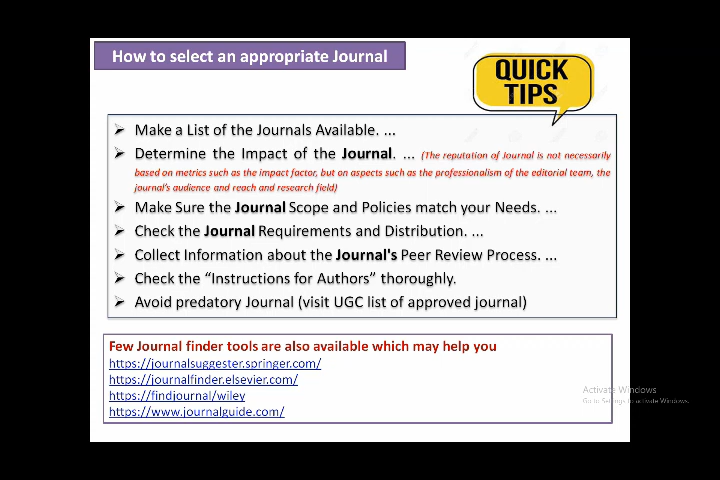 How to select an appropriate Journal
QUICK
TIPS
➢ Make a List of the Journals Available. ...
➢ Determine the Impact of the Journal. ... (The reputation of Journal is not necessarily
based on metrics such as the impact factor, but on aspects such as the professionalism of the editorial team, the
journal's audience and reach and research field)
➢ Make Sure the Journal Scope and Policies match your Needs. ...
➢ Check the Journal Requirements and Distribution. ...
➢ Collect Information about the Journal's Peer Review Process. ...
➢ Check the “Instructions for Authors” thoroughly.
➢ Avoid predatory Journal (visit UGC list of approved journal)
Few Journal finder tools are also available which may help you
https://journalsuggester.springer.com/
https://journalfinder.elsevier.com/
https://findjournal/wiley
https://www.journalguide.com/
Activate Windows
Go to Settings to activate Windows.